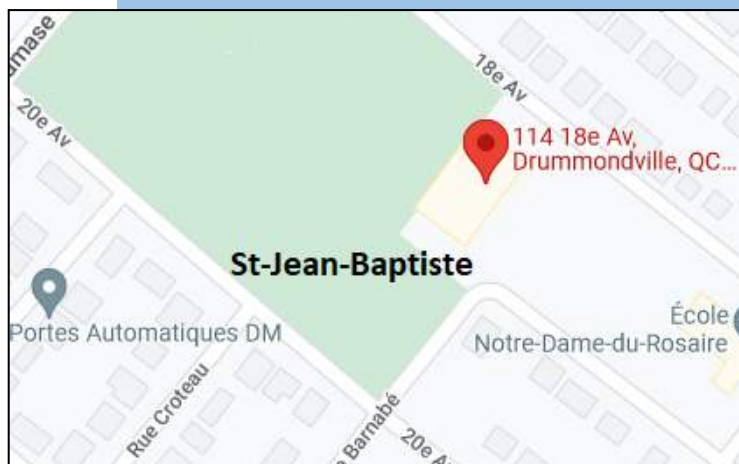 18e Av
20e Av
114 18e Av,
Drummondville, QC...
St-Jean-Baptiste
Portes Automatiques DM
École
Notre-Dame-du-Rosaire
Rue Croteau
Barnabé
20e Av